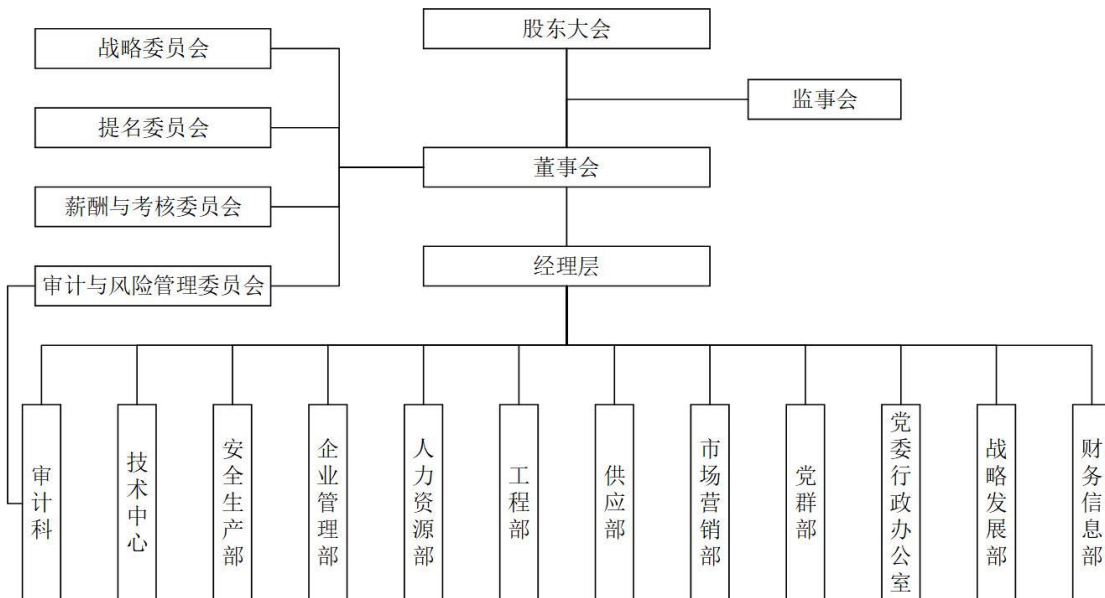 股东大会
战略委员会
监事会
提名委员会
董事会
薪酬与考核委员会
经理层
审计与风险管理委员会
审计科
技术中心
安全生产部
企业管理部
人力资源部
工程部
供应部
市场营销部
党群部
党委行政办公室
战略发展部
财务信息部